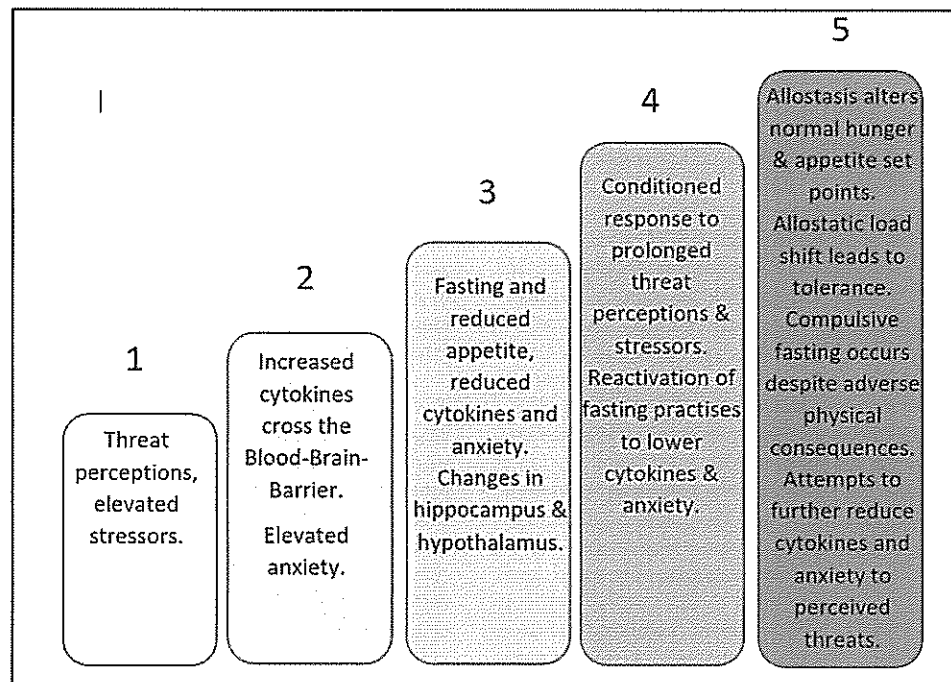 5
|
4
Allostasis alters
normal hunger
& appetite set
points.
Allostatic load
shift leads to
tolerance.
Compulsive
fasting occurs
despite adverse
physical
consequences.
Attempts to
further reduce
cytokines and
anxiety to
perceived
threats.
3
Conditioned
response to
prolonged
threat
perceptions &
stressors.
Reactivation of
fasting practises
to lower
cytokines &
anxiety.
2
Fasting and
reduced
appetite,
reduced
cytokines and
anxiety.
Changes in
hippocampus &
hypothalamus.
1
Increased
cytokines
cross the
Blood-Brain-
Barrier.
Elevated
anxiety.
Threat
perceptions,
elevated
stressors.